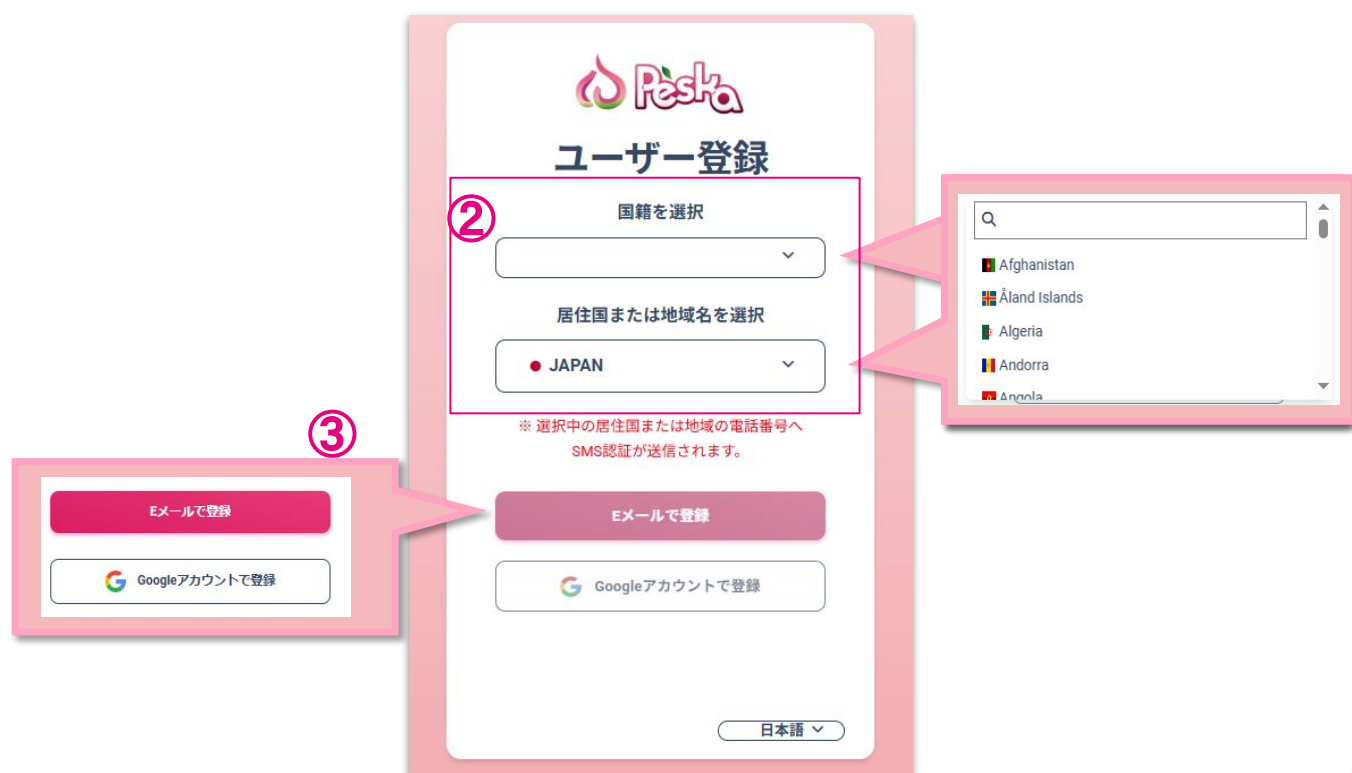 Pèska
ユーザー登録
②
国籍を選択
居住国または地域名を選択
JAPAN
※ 選択中の居住国または地域の電話番号へ
SMS認証が送信されます。
Eメールで登録
Googleアカウントで登録
日本語
Afghanistan
Åland Islands
Algeria
Andorra
Angola
③
Eメールで登録
Googleアカウントで登録